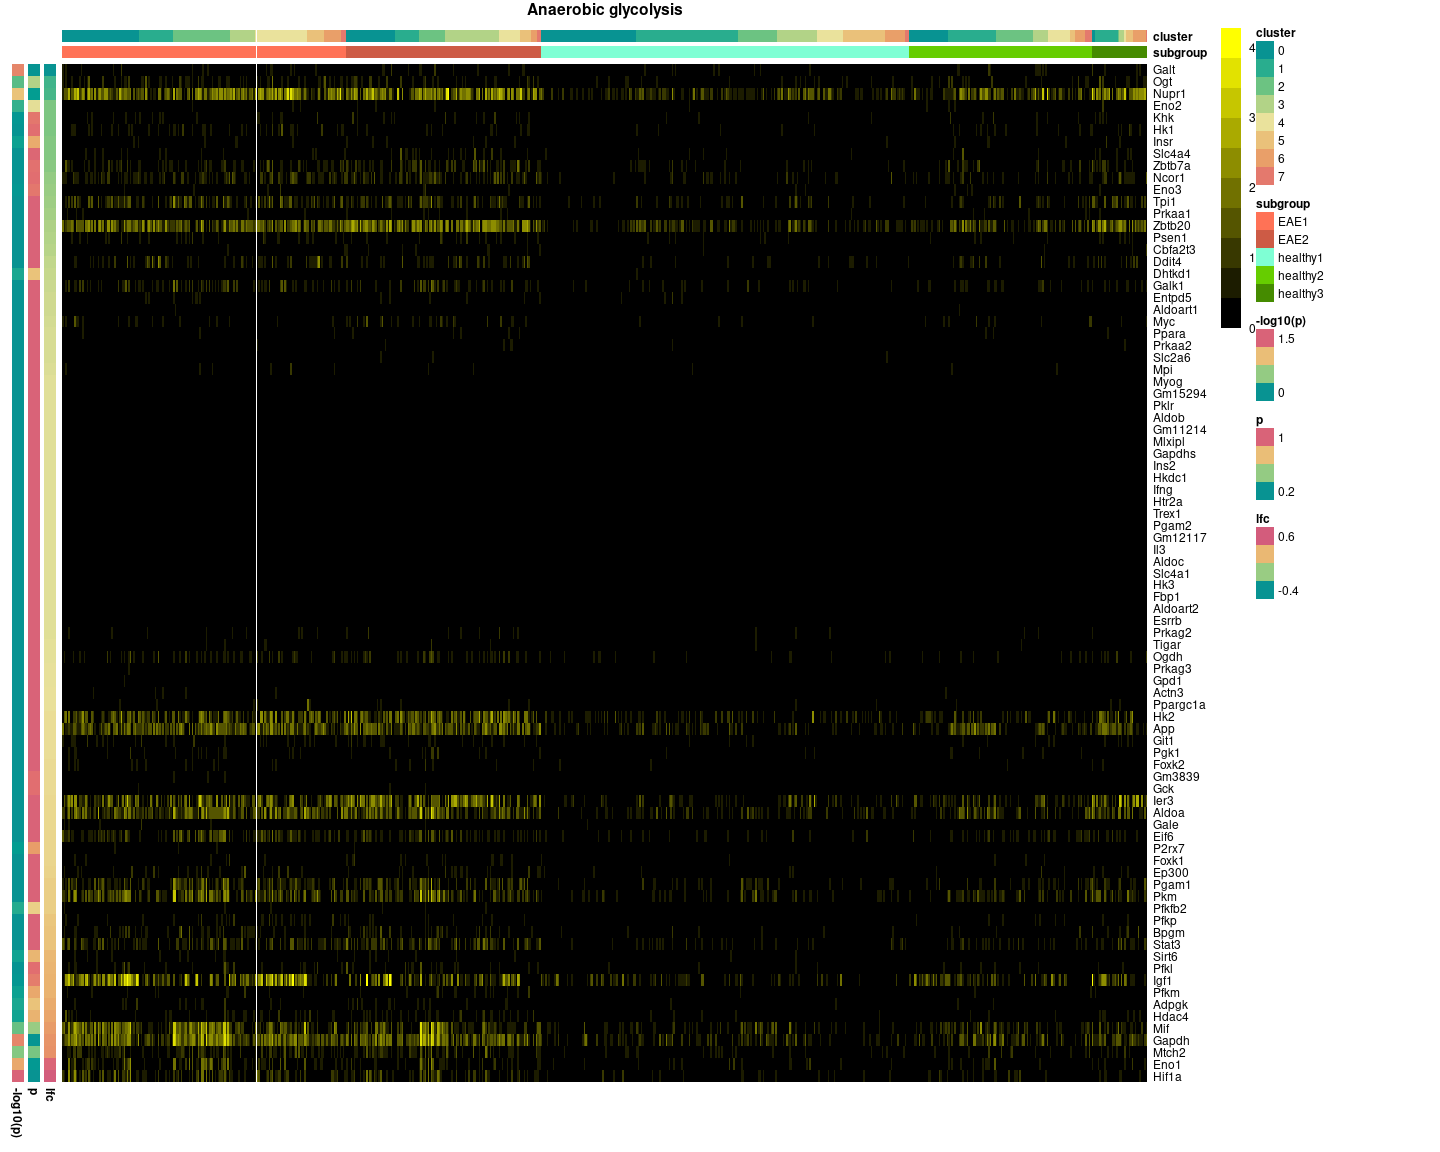 Anaerobic glycolysis
cluster
subgroup
Galt
Ogt
Nupr1
Eno2
Khk
Hk1
Insr
Slc4a4
Zbtb7a
Ncor1
Eno3
Tpi1
Prkaa1
Zbtb20
Psen1
Cbfa2t3
Ddit4
Dhtkd1
Galk1
Entpd5
Aldoart1
Myc
Ppara
Prkaa2
Slc2a6
Mpi
Myog
Gm15294
Pklr
Aldob
Gm11214
Mlxipl
Gapdhs
Ins2
Hkdc1
Ifng
Htr2a
Trex1
Pgam2
Gm12117
Il3
Aldoc
Slc4a1
Hk3
Fbp1
Aldoart2
Esrrb
Prkag2
Tigar
Ogdh
Prkag3
Gpd1
Actn3
Ppargc1a
Hk2
App
Git1
Pgk1
Foxk2
Gm3839
Gck
Ier3
Aldoa
Gale
Eif6
P2rx7
Foxk1
Ep300
Pgam1
Pkm
Pfkfb2
Pfkp
Bpgm
Stat3
Sirt6
Pfkl
Igf1
Pfkm
Adpgk
Hdac4
Mif
Gapdh
Mtch2
Eno1
Hif1a
-log10(p)
p
lfc
4
3
2
1
0
cluster
0
1
2
3
4
5
6
7
subgroup
EAE1
EAE2
healthy1
healthy2
healthy3
-log10(p)
1.5
0
p
1
0.2
lfc
0.6
-0.4